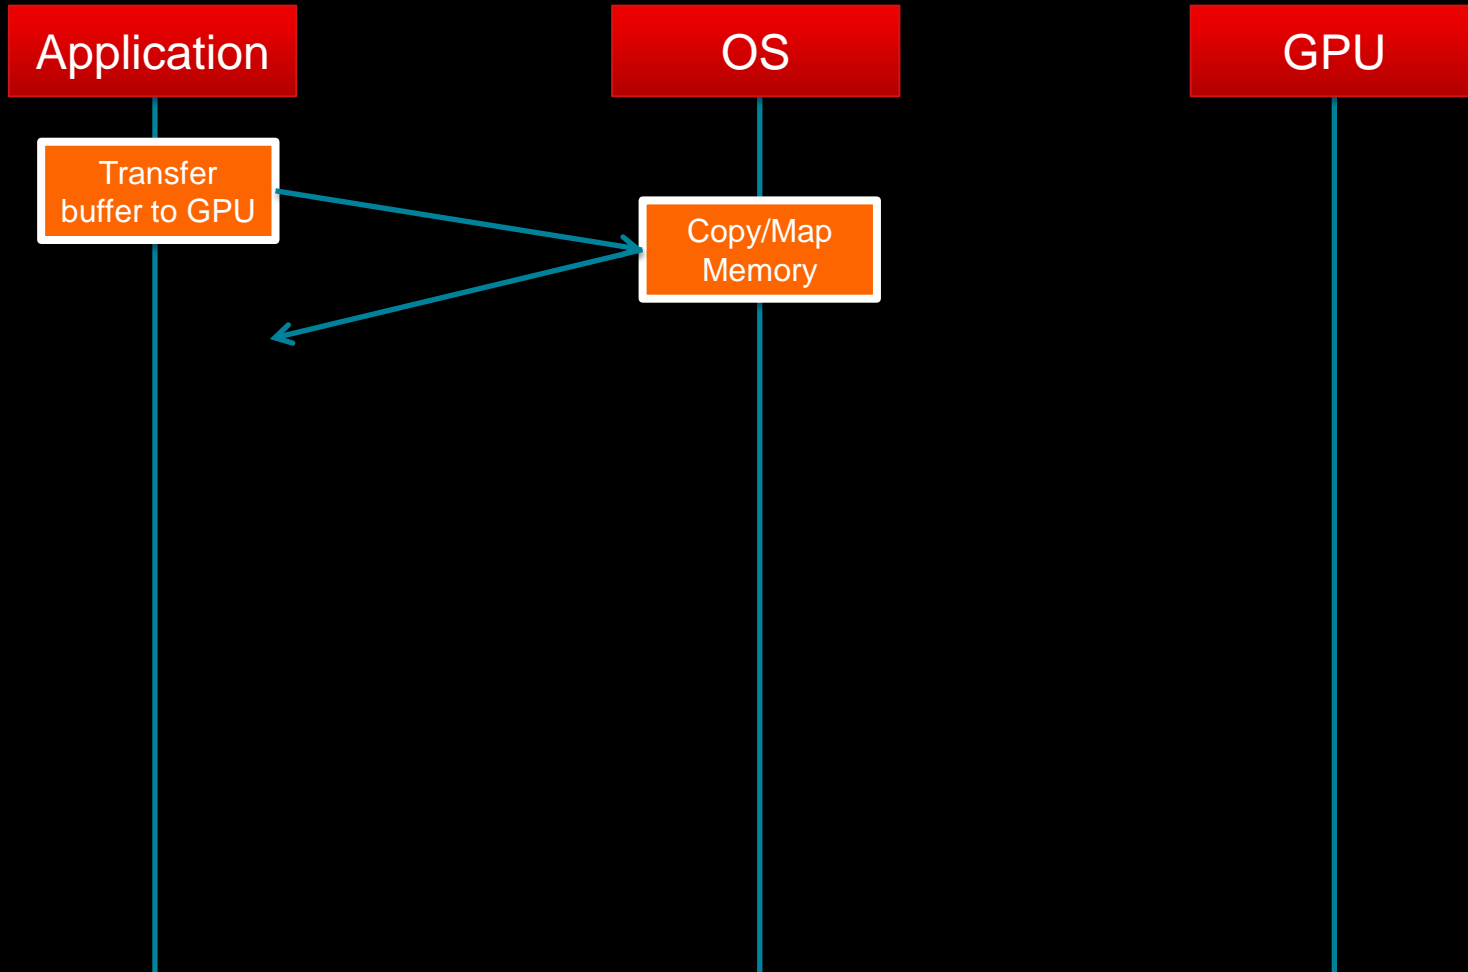 Application
OS
GPU
Transfer
buffer to GPU
Copy/Map
Memory